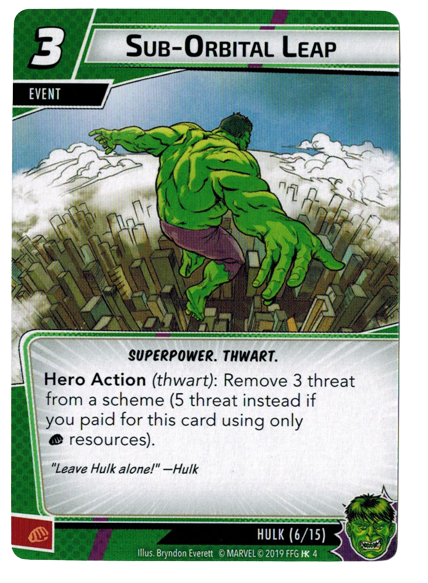 3
SUB-ORBITAL LEAP
EVENT
SUPERPOWER. THWART.
Hero Action (thwart): Remove 3 threat
from a scheme (5 threat instead if
you paid for this card using only
resources).
"Leave Hulk alone!" —Hulk
HULK (6/15)
Illus. Bryndon Everett © MARVEL © 2019 FFG HK 4